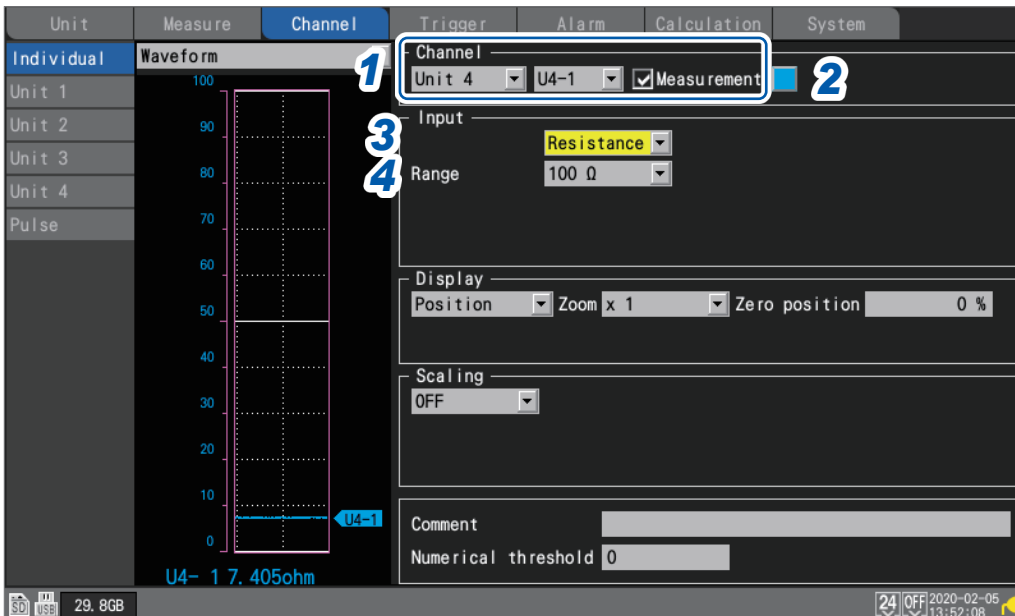 Unit Measure Channel Trigger Alarm Calculation System
Individual
Unit 1
Unit 2
Unit 3
Unit 4
Pulse
Waveform
100
90
80
70
60
50
40
30
20
10
0
U4-1
U4- 1 7. 405ohm
1
Channel
Unit 4 U4-1 Measurement
2
3
Input
Resistance
4
Range 100 Ω
Display
Position Zoom x 1 Zero position 0 %
Scaling
OFF
Comment
Numerical threshold 0
SD USB 29. 8GB
24 OFF 2020-02-05
13:52:08